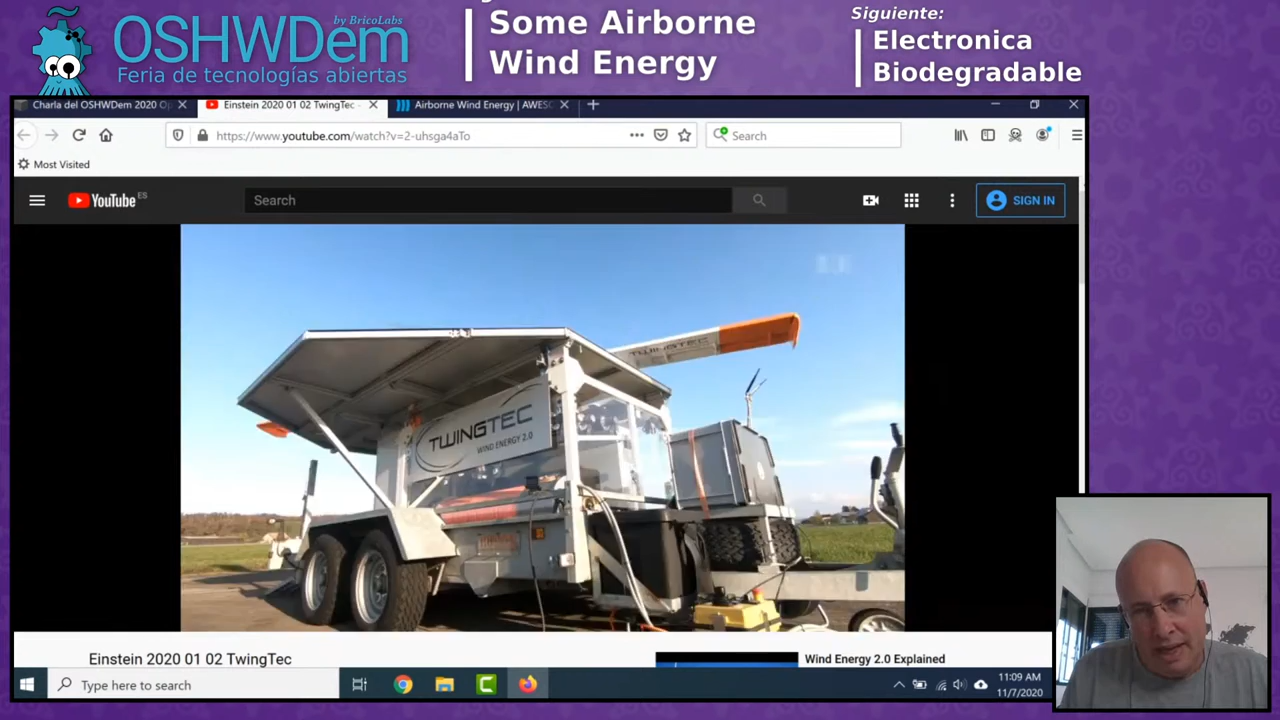 OSHWDem
by BricoLabs
Feria de tecnologías abiertas
Some Airborne
Wind Energy
Siguiente:
Electronica
Biodegradable
Charla del OSHWDem 2020 Op
Einstein 2020 01 02 TwingTec -
Airborne Wind Energy | AWESC
https://www.youtube.com/watch?v=2-uhsga4aTo
Search
Most Visited
YouTube ES
Search
SIGN IN
TWINGTEC
TWINGTEC
WIND ENERGY 2.0
Einstein 2020 01 02 TwingTec
Wind Energy 2.0 Explained
Type here to search
11:09 AM
11/7/2020